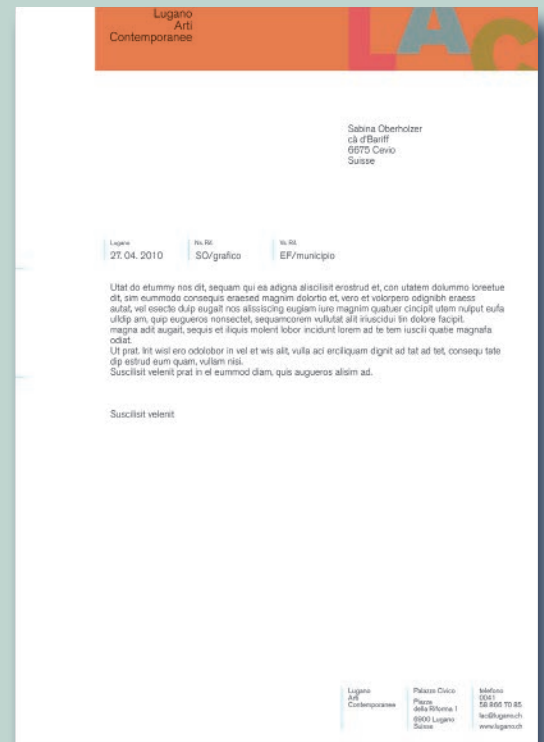 Lugano
Arti
Contemporanee
LAC
Sabina Oberholzer
cà d'Bariff
6675 Cevio
Suisse
Lugano
Ns. Rif.
Vs. Rif.
27. 04. 2010
SO/grafico
EF/municipio
Utat do etummy nos dit, sequam qui ea adigna aliscilisit erostrud et, con utatem dolummo loreetue
dit, sim eummodo consequis eraesed magnim dolortio et, vero et volorpero odignibh eraess
autat, vel esecte duip eugait nos alissiscing eugiam iure magnim quatuer cincipit utem nulput eufa
ulldip am, quip eugueros nonsectet, sequamcorem vullutat alit iriuscidui tin dolore facipit.
magna adit augait, sequis et iliquis molent lobor incidunt lorem ad te tem iuscili quatie magnafa
odiat.
Ut prat. Irit wisl ero odolobor in vel et wis alit, vulla aci erciliquam dignit ad tat ad tet, consequ tate
dip estrud eum quam, vullam nisi.
Suscilisit velenit prat in el eummod diam, quis augueros alisim ad.
Suscilisit velenit
Lugano
Arti
Contemporanee
Palazzo Civico
Piazza
della Riforma 1
6900 Lugano
Suisse
telefono
0041
58 866 70 85
lac@lugano.ch
www.lugano.ch